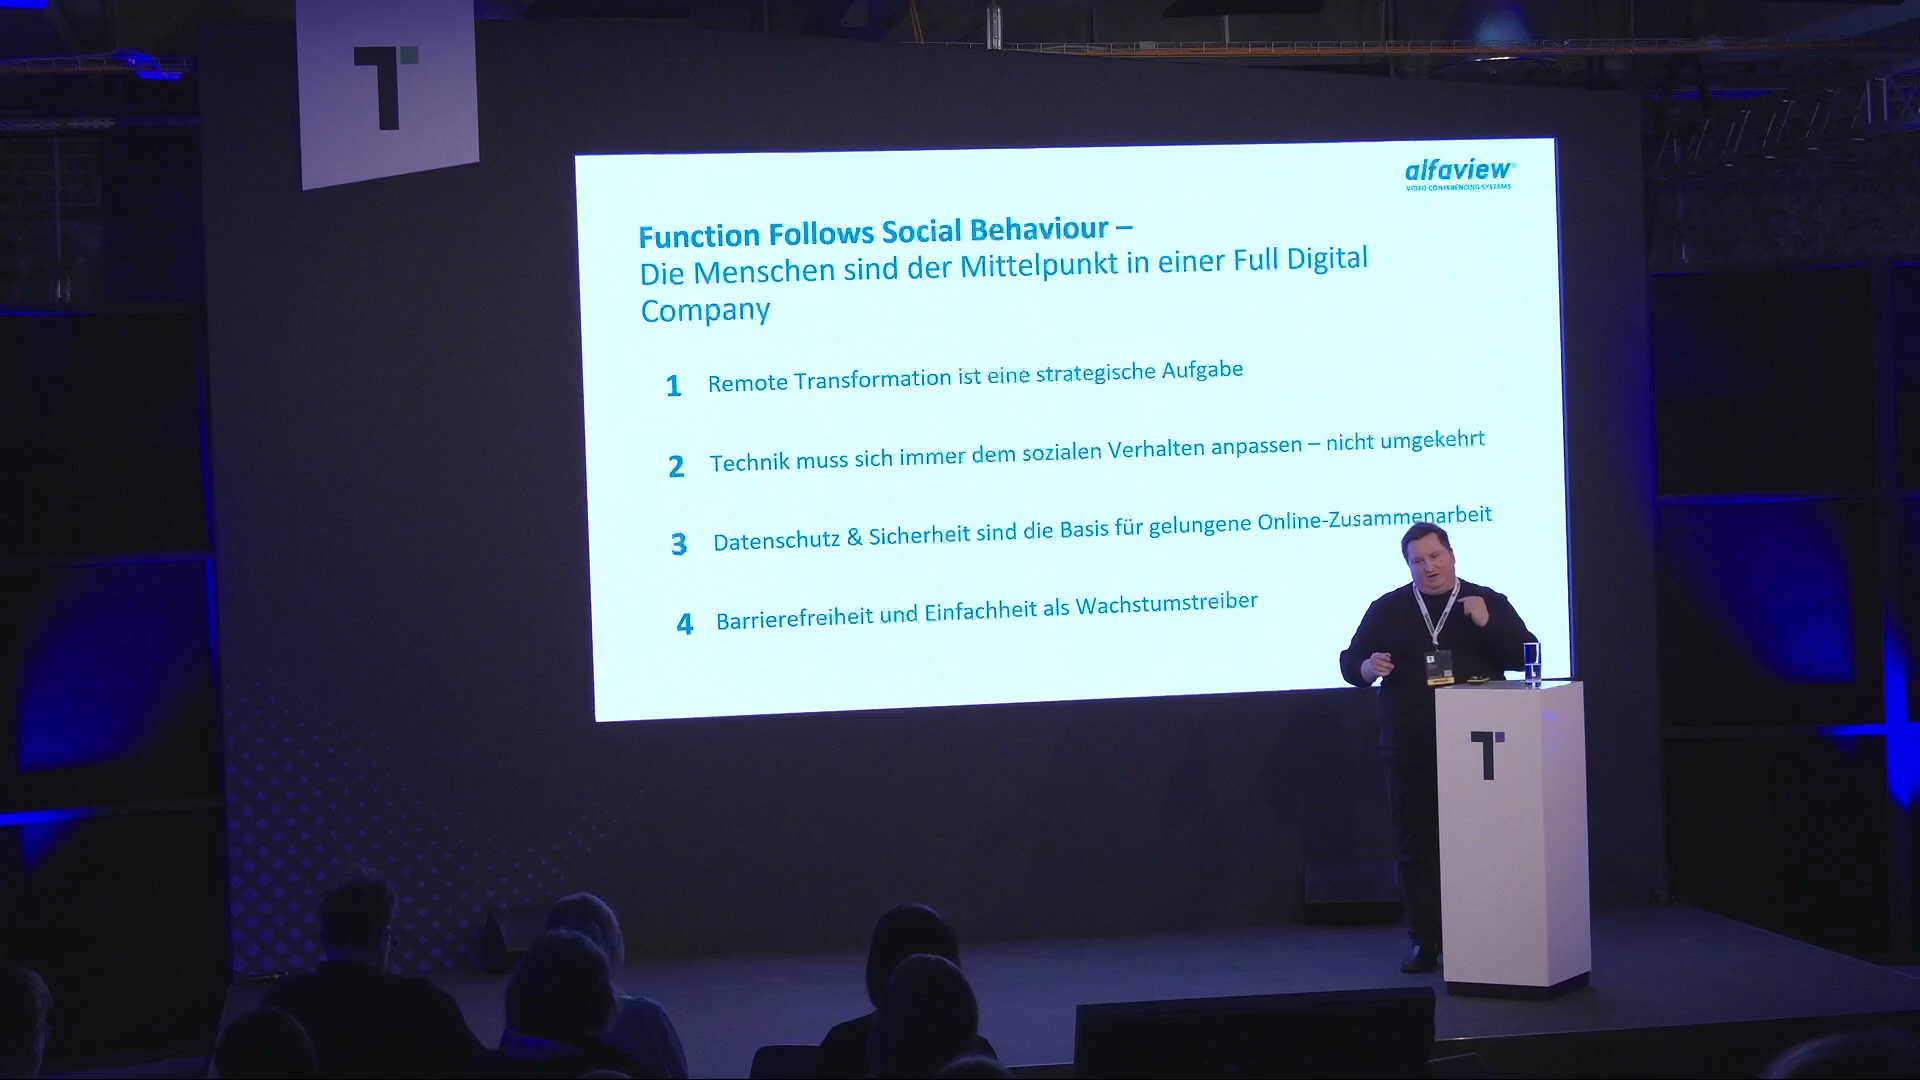 T
alfaview®
VIDEO CONFERENCING SYSTEMS
Function Follows Social Behaviour –
Die Menschen sind der Mittelpunkt in einer Full Digital
Company
1 Remote Transformation ist eine strategische Aufgabe
2 Technik muss sich immer dem sozialen Verhalten anpassen – nicht umgekehrt
3 Datenschutz & Sicherheit sind die Basis für gelungene Online-Zusammenarbeit
4 Barrierefreiheit und Einfachheit als Wachstumstreiber
T